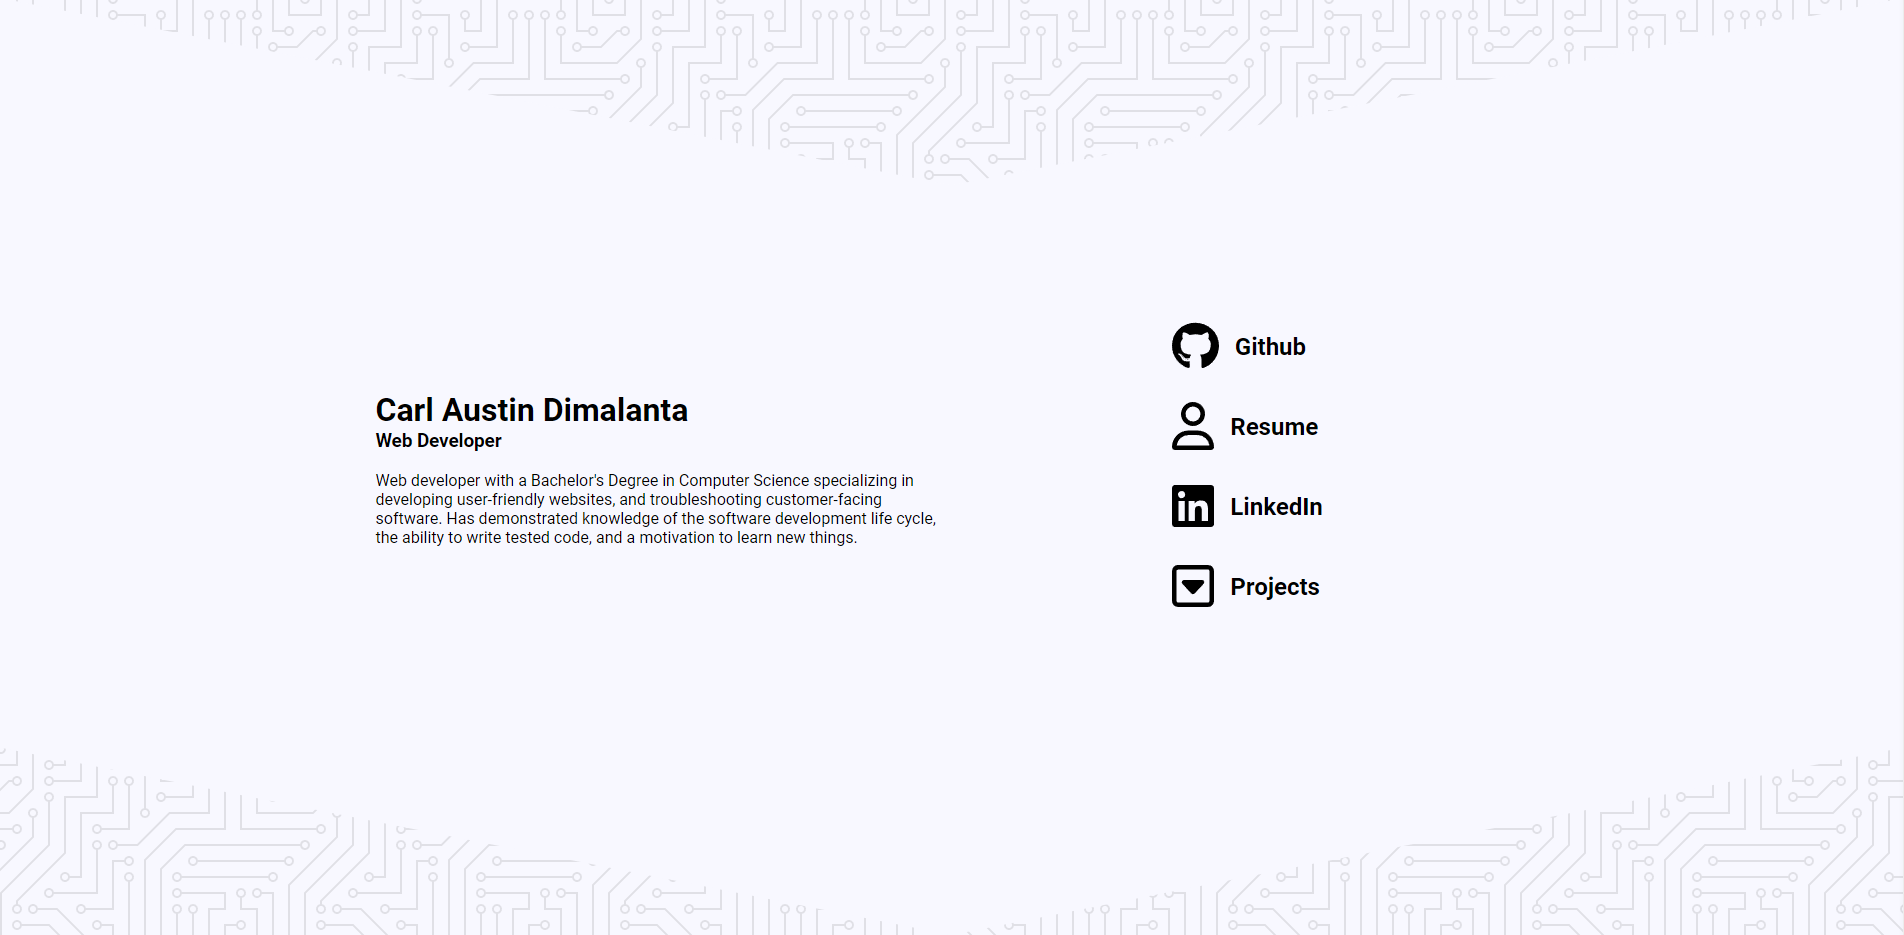 Carl Austin Dimalanta
Web Developer
Web developer with a Bachelor's Degree in Computer Science specializing in
developing user-friendly websites, and troubleshooting customer-facing
software. Has demonstrated knowledge of the software development life cycle,
the ability to write tested code, and a motivation to learn new things.
Github
Resume
LinkedIn
Projects